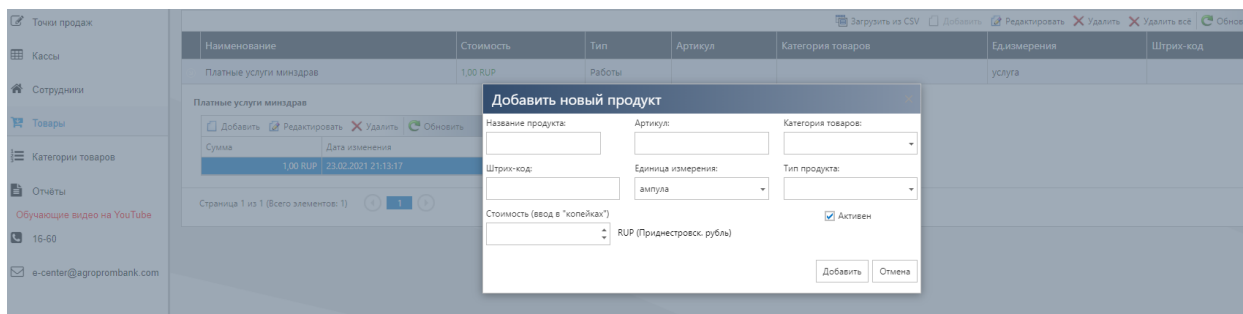 Точки продаж
Загрузить из CSV Добавить Редактировать Удалить Удалить всё Обнов
Наименование Стоимость Тип Артикул Категория товаров Ед.измерения Штрих-код
Кассы
Платные услуги минздрав 1,00 RUP Работы услуга
Сотрудники
Платные услуги минздрав
Товары
Добавить Редактировать Удалить Обновить
Сумма Дата изменения
Категории товаров
1,00 RUP 23.02.2021 21:13:17
Отчёты
Страница 1 из 1 (Всего элементов: 1) 1
Обучающие видео на YouTube
16-60
e-center@agroprombank.com
Добавить новый продукт
Название продукта: Артикул: Категория товаров:
Штрих-код: Единица измерения: Тип продукта:
ампула
Стоимость (ввод в "копейках") Активен
RUP (Приднестровск. рубль)
Добавить Отмена